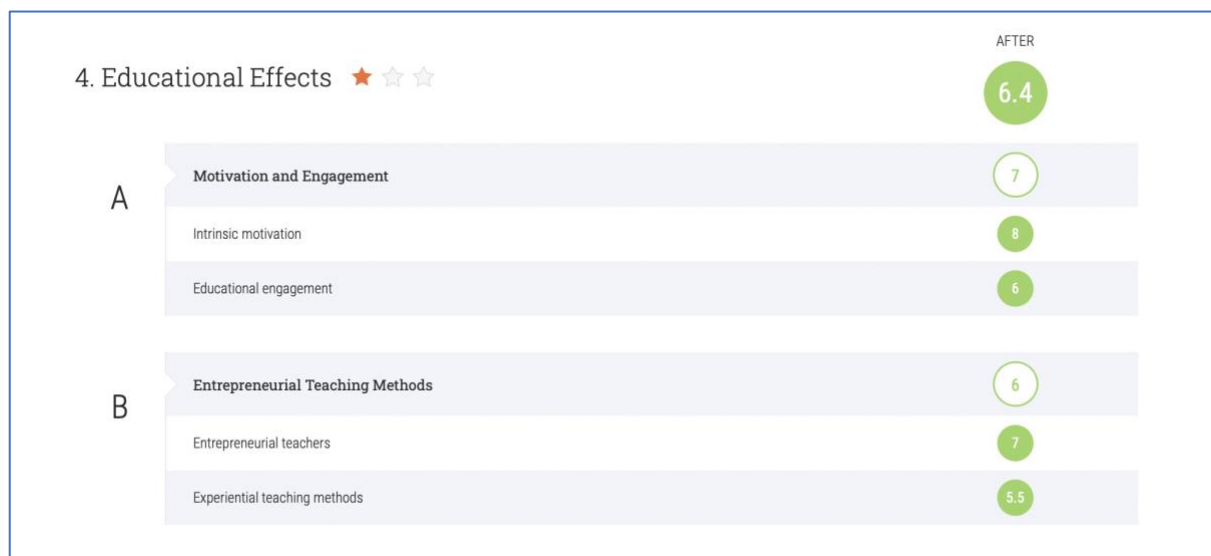 AFTER
4. Educational Effects
6.4
A
Motivation and Engagement
7
Intrinsic motivation
8
Educational engagement
6
B
Entrepreneurial Teaching Methods
6
Entrepreneurial teachers
7
Experiential teaching methods
5.5